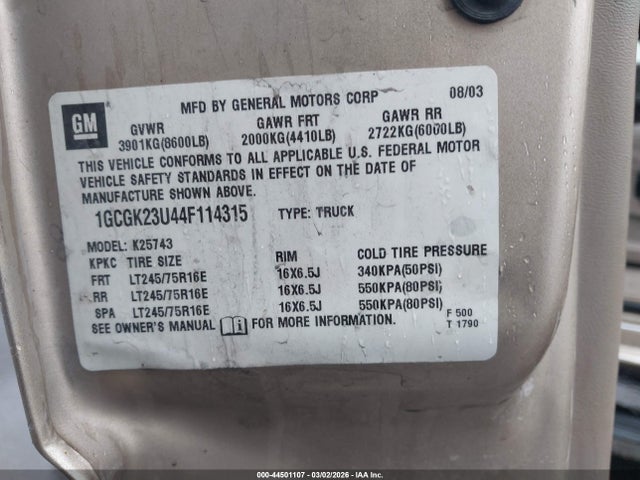 MFD BY GENERAL MOTORS CORP 08/03
GM
GVWR GAWR FRT GAWR RR
3901KG(8600LB) 2000KG(4410LB) 2722KG(6000LB)
THIS VEHICLE CONFORMS TO ALL APPLICABLE U.S. FEDERAL MOTOR
VEHICLE SAFETY STANDARDS IN EFFECT ON THE DATE OF
MANUFACTURE SHOWN ABOVE.
1GCGK23U44F114315 TYPE: TRUCK
MODEL: K25743
KPKC TIRE SIZE RIM COLD TIRE PRESSURE
FRT LT245/75R16E 16X6.5J 340KPA(50PSI)
RR LT245/75R16E 16X6.5J 550KPA(80PSI)
SPA LT245/75R16E 16X6.5J 550KPA(80PSI)
SEE OWNER'S MANUAL FOR MORE INFORMATION.
F 500
T 1790
000-44501107 - 03/02/2026 - IAA Inc.